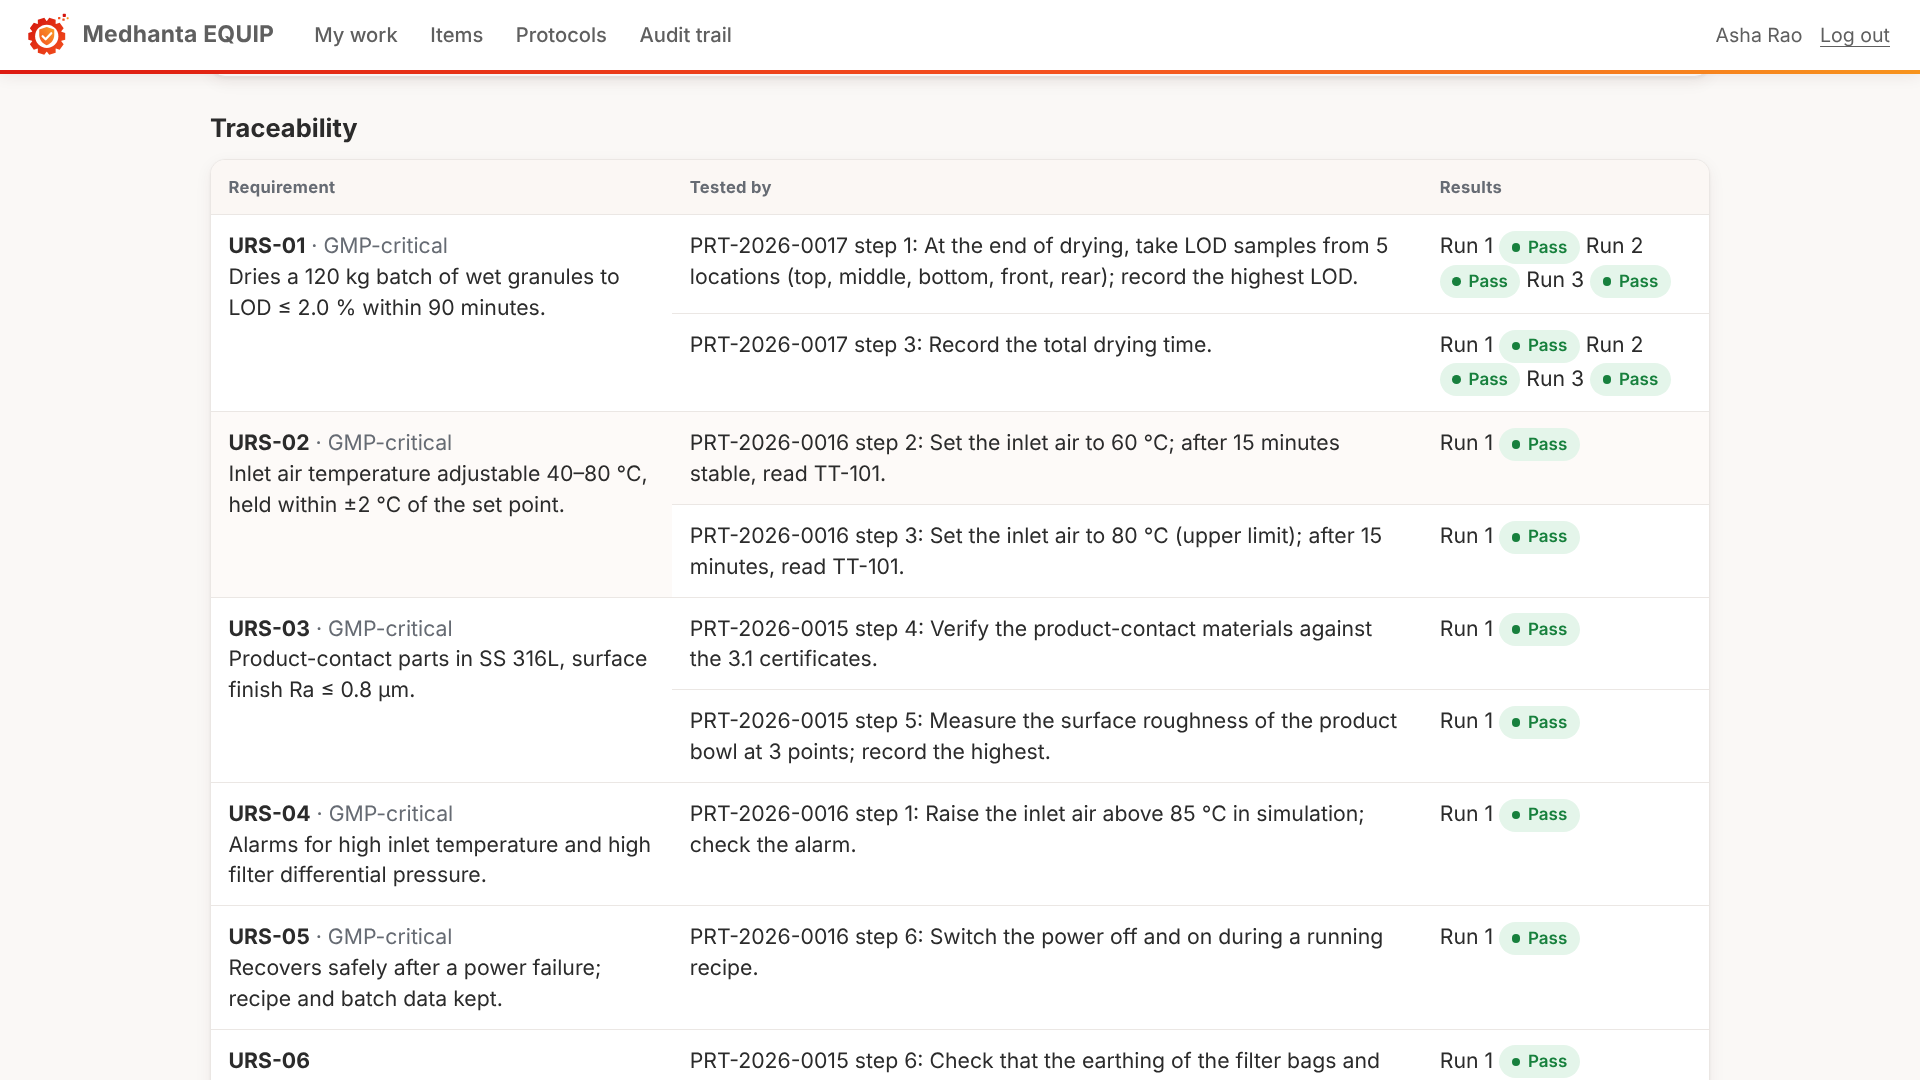 Medhanta EQUIP
My work
Items
Protocols
Audit trail
Asha Rao
Log out
Traceability
Requirement
Tested by
Results
URS-01 · GMP-critical
Dries a 120 kg batch of wet granules to
LOD ≤ 2.0 % within 90 minutes.
PRT-2026-0017 step 1: At the end of drying, take LOD samples from 5
locations (top, middle, bottom, front, rear); record the highest LOD.
Run 1 Pass Run 2
Pass Run 3 Pass
PRT-2026-0017 step 3: Record the total drying time.
Run 1 Pass Run 2
Pass Run 3 Pass
URS-02 · GMP-critical
Inlet air temperature adjustable 40–80 °C,
held within ±2 °C of the set point.
PRT-2026-0016 step 2: Set the inlet air to 60 °C; after 15 minutes
stable, read TT-101.
Run 1 Pass
PRT-2026-0016 step 3: Set the inlet air to 80 °C (upper limit); after 15
minutes, read TT-101.
Run 1 Pass
URS-03 · GMP-critical
Product-contact parts in SS 316L, surface
finish Ra ≤ 0.8 µm.
PRT-2026-0015 step 4: Verify the product-contact materials against
the 3.1 certificates.
Run 1 Pass
PRT-2026-0015 step 5: Measure the surface roughness of the product
bowl at 3 points; record the highest.
Run 1 Pass
URS-04 · GMP-critical
Alarms for high inlet temperature and high
filter differential pressure.
PRT-2026-0016 step 1: Raise the inlet air above 85 °C in simulation;
check the alarm.
Run 1 Pass
URS-05 · GMP-critical
Recovers safely after a power failure;
recipe and batch data kept.
PRT-2026-0016 step 6: Switch the power off and on during a running
recipe.
Run 1 Pass
URS-06
PRT-2026-0015 step 6: Check that the earthing of the filter bags and
Run 1 Pass